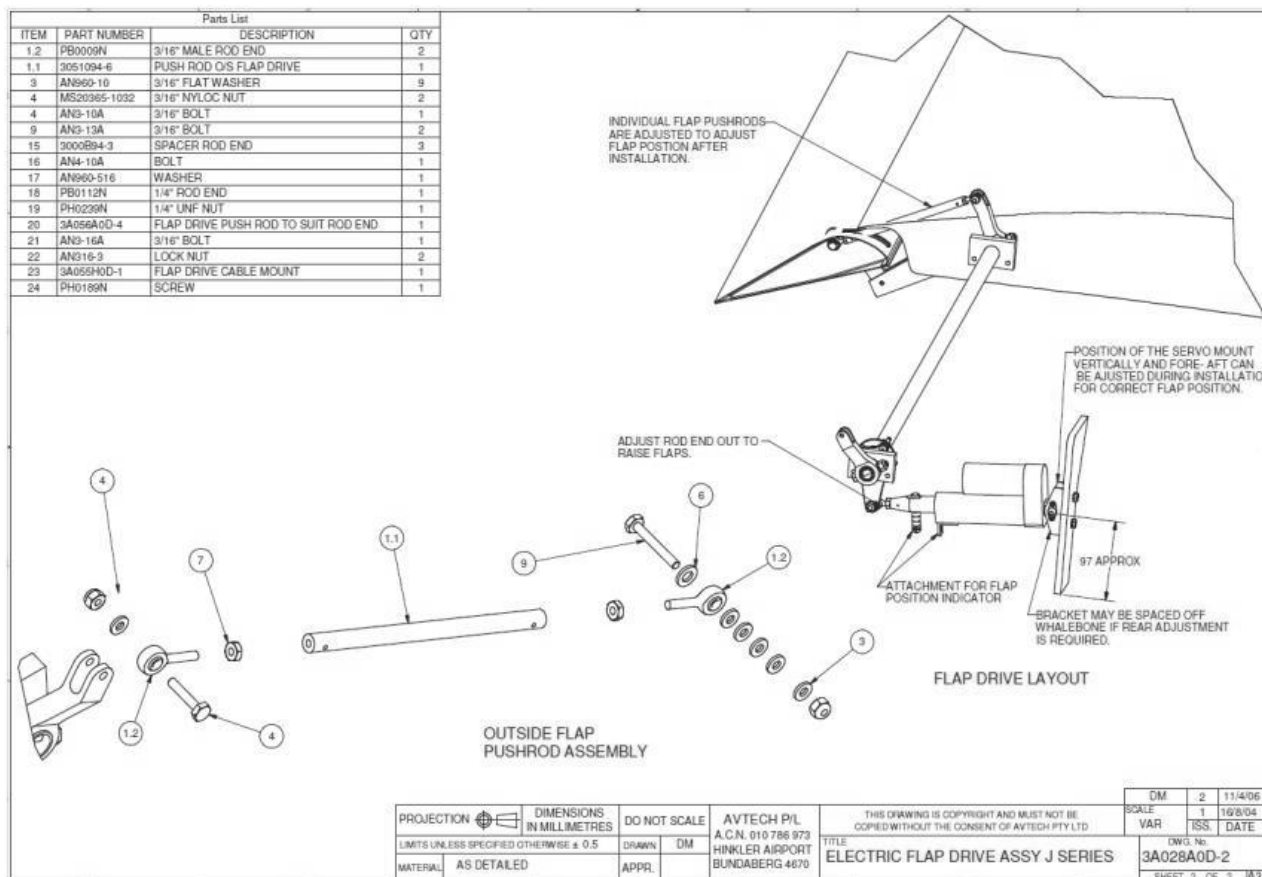 Parts List
ITEM PART NUMBER DESCRIPTION QTY
1.2 PB0009N 3/16" MALE ROD END 2
1.1 3051094-6 PUSH ROD O/S FLAP DRIVE 1
3 AN960-10 3/16" FLAT WASHER 9
4 MS20365-1032 3/16" NYLOC NUT 2
4 AN3-10A 3/16" BOLT 1
9 AN3-13A 3/16" BOLT 2
15 3000B94-3 SPACER ROD END 3
16 AN4-10A BOLT 1
17 AN960-516 WASHER 1
18 PB0112N 1/4" ROD END 1
19 PH0239N 1/4" UNF NUT 1
20 3A056A0D-4 FLAP DRIVE PUSH ROD TO SUIT ROD END 1
21 AN3-16A 3/16" BOLT 1
22 AN316-3 LOCK NUT 2
23 3A055H0D-1 FLAP DRIVE CABLE MOUNT 1
24 PH0189N SCREW 1
INDIVIDUAL FLAP PUSHRODS
ARE ADJUSTED TO ADJUST
FLAP POSTION AFTER
INSTALLATION.
POSITION OF THE SERVO MOUNT
VERTICALLY AND FORE- AFT CAN
BE AJUSTED DURING INSTALLATIO
FOR CORRECT FLAP POSITION.
ADJUST ROD END OUT TO
RAISE FLAPS.
97 APPROX
ATTACHMENT FOR FLAP
POSITION INDICATOR
BRACKET MAY BE SPACED OFF
WHALEBONE IF REAR ADJUSTMENT
IS REQUIRED.
FLAP DRIVE LAYOUT
4
7
1.1
9
6
1.2
3
1.2
4
OUTSIDE FLAP
PUSHROD ASSEMBLY
PROJECTION
DIMENSIONS
IN MILLIMETRES
DO NOT SCALE
LIMITS UNLESS SPECIFIED OTHERWISE ± 0.5
DRAWN DM
MATERIAL AS DETAILED
APPR.
AVTECH P/L
A.C.N. 010 786 973
HINKLER AIRPORT
BUNDABERG 4670
THIS DRAWING IS COPYRIGHT AND MUST NOT BE
COPIED WITHOUT THE CONSENT OF AVTECH PTY LTD
TITLE
ELECTRIC FLAP DRIVE ASSY J SERIES
DM 2 11/4/06
SCALE 1 16/8/04
VAR ISS. DATE
DWG. No.
3A028A0D-2
SHEET 2 OF 2 A3